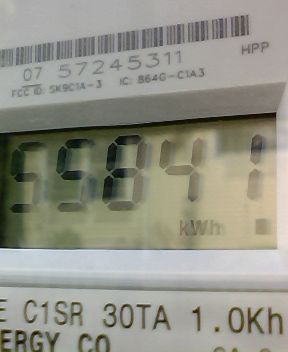 07 57245311
HPP
FCC ID: SK9C1A-3 IC: 864G-C1A3
55841
kWh
E C1SR 30TA 1.0Kh
ERGY CO